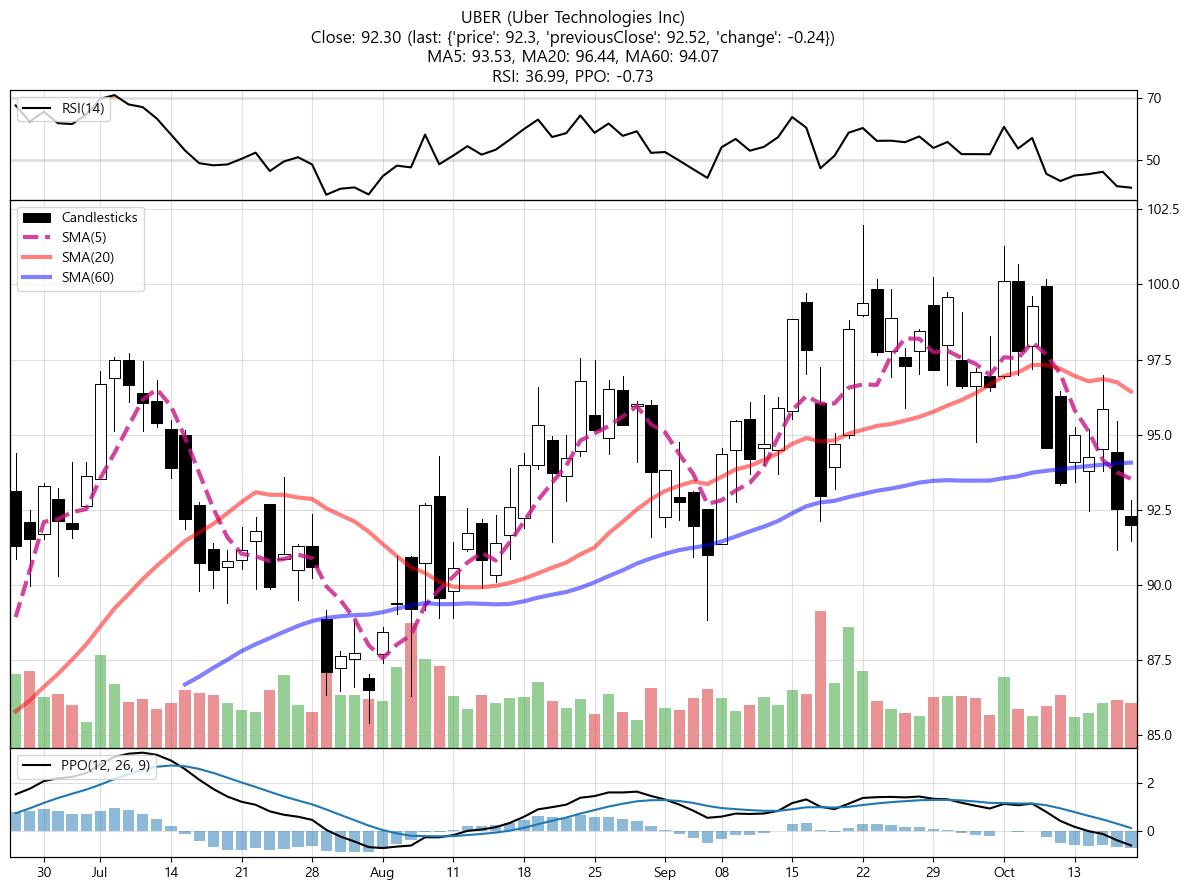 UBER (Uber Technologies Inc)
Close: 92.30 (last: {'price': 92.3, 'previousClose': 92.52, 'change': -0.24})
MA5: 93.53, MA20: 96.44, MA60: 94.07
RSI: 36.99, PPO: -0.73
RSI(14)
70
50
Candlesticks
SMA(5)
SMA(20)
SMA(60)
102.5
100.0
97.5
95.0
92.5
90.0
87.5
85.0
PPO(12, 26, 9)
2
0
30 Jul 14 21 28 Aug 11 18 25 Sep 08 15 22 29 Oct 13